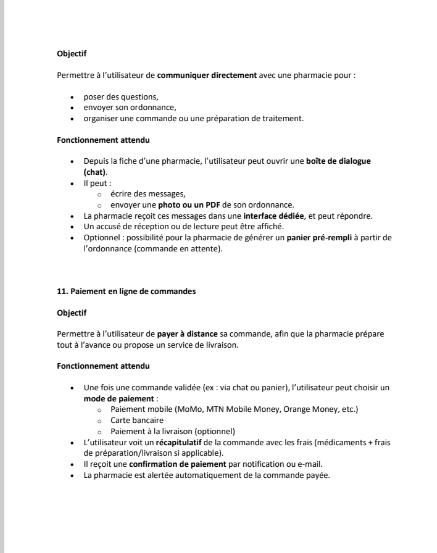 Objectif
Permettre à l'utilisateur de communiquer directement avec une pharmacie pour :
• poser des questions,
• envoyer son ordonnance,
• organiser une commande ou une préparation de traitement.
Fonctionnement attendu
• Depuis la fiche d'une pharmacie, l'utilisateur peut ouvrir une boîte de dialogue
(chat).
• Il peut :
o écrire des messages,
o envoyer une photo ou un PDF de son ordonnance.
• La pharmacie reçoit ces messages dans une interface dédiée, et peut répondre.
• Un accusé de réception ou de lecture peut être affiché.
• Optionnel : possibilité pour la pharmacie de générer un panier pré-rempli à partir de
l'ordonnance (commande en attente).
11. Paiement en ligne de commandes
Objectif
Permettre à l'utilisateur de payer à distance sa commande, afin que la pharmacie prépare
tout à l'avance ou propose un service de livraison.
Fonctionnement attendu
• Une fois une commande validée (ex : via chat ou panier), l'utilisateur peut choisir un
mode de paiement :
o Paiement mobile (MoMo, MTN Mobile Money, Orange Money, etc.)
o Carte bancaire
o Paiement à la livraison (optionnel)
• L'utilisateur voit un récapitulatif de la commande avec les frais (médicaments + frais
de préparation/livraison si applicable).
• Il reçoit une confirmation de paiement par notification ou e-mail.
• La pharmacie est alertée automatiquement de la commande payée.